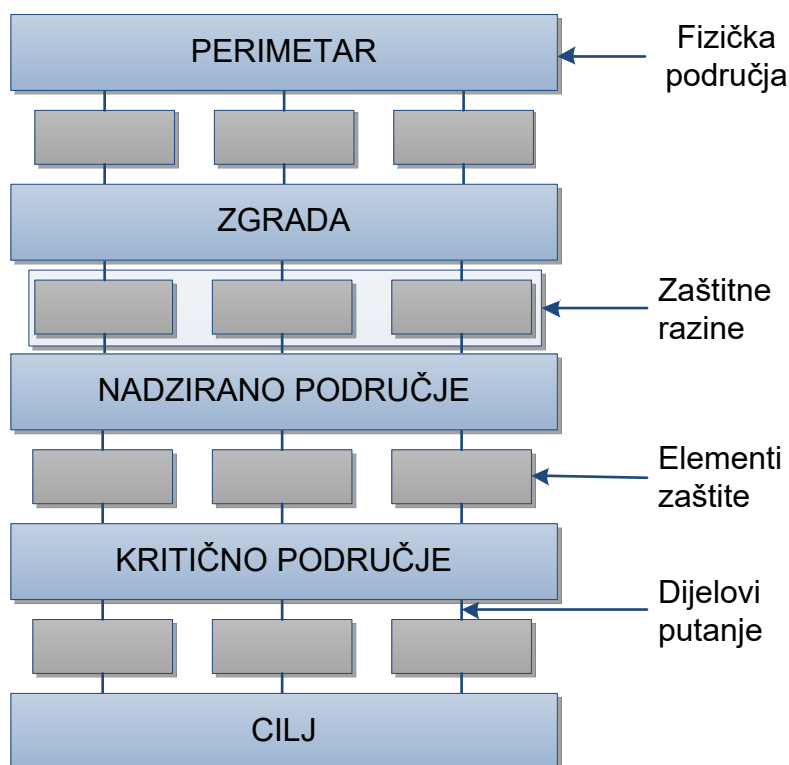 PERIMETAR
Fizička
područja
ZGRADA
Zaštitne
razine
NADZIRANO PODRUČJE
Elementi
zaštite
KRITIČNO PODRUČJE
Dijelovi
putanje
CILJ